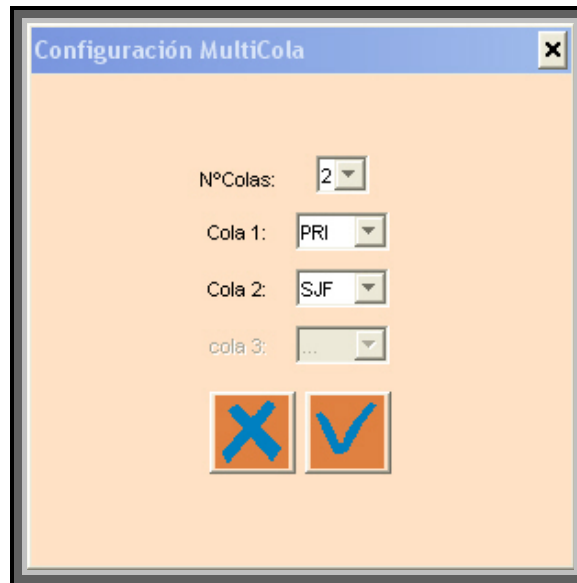 Configuración MultiCola
NºColas: 2
Cola 1: PRI
Cola 2: SJF
cola 3: ...